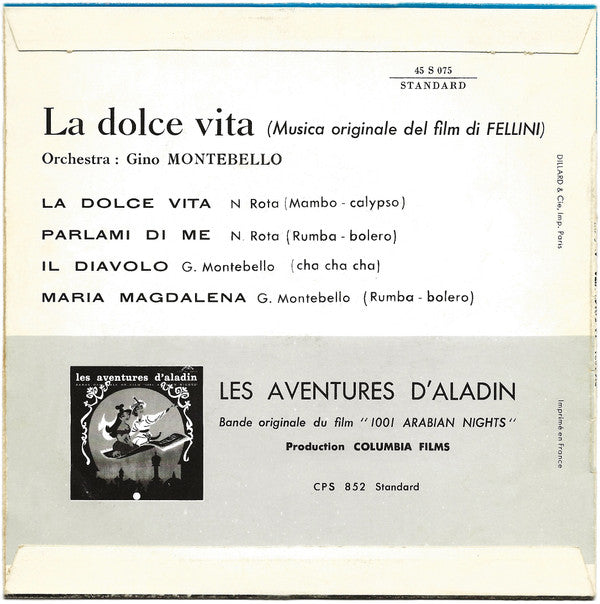 45 S 075
STANDARD
La dolce vita (Musica originale del film di FELLINI)
Orchestra : Gino MONTEBELLO
LA DOLCE VITA N Rota (Mambo - calypso)
PARLAMI DI ME N. Rota (Rumba - bolero)
IL DIAVOLO G. Montebello (cha cha cha)
MARIA MAGDALENA G. Montebello (Rumba - bolero)
DILLARD & Cie, Imp. Paris
les aventures d'aladin
LES AVENTURES D'ALADIN
Bande originale du film "1001 ARABIAN NIGHTS"
Production COLUMBIA FILMS
CPS 852 Standard
Imprimé en France